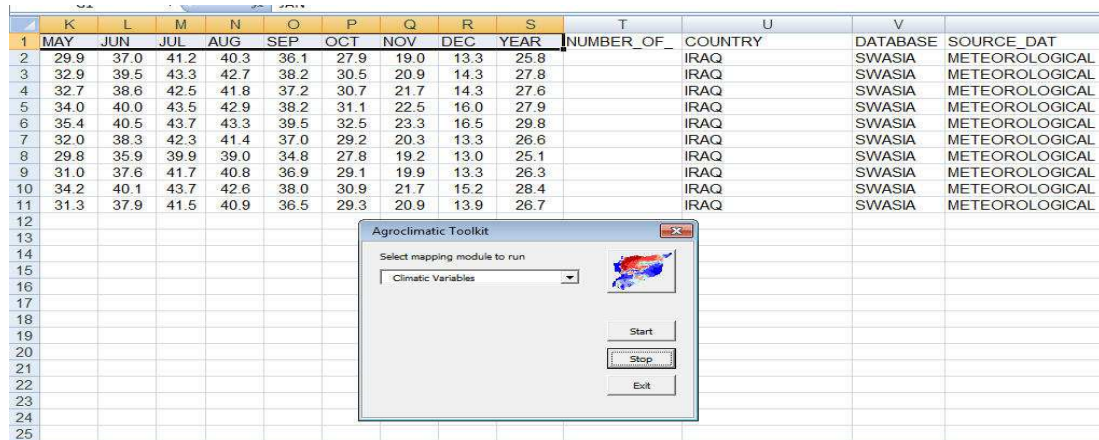 JAN
K L M N O P Q R S T U V
1 MAY JUN JUL AUG SEP OCT NOV DEC YEAR NUMBER_OF_ COUNTRY DATABASE SOURCE_DAT
2 29.9 37.0 41.2 40.3 36.1 27.9 19.0 13.3 25.8 IRAQ SWASIA METEOROLOGICAL
3 32.9 39.5 43.3 42.7 38.2 30.5 20.9 14.3 27.8 IRAQ SWASIA METEOROLOGICAL
4 32.7 38.6 42.5 41.8 37.2 30.7 21.7 14.3 27.6 IRAQ SWASIA METEOROLOGICAL
5 34.0 40.0 43.5 42.9 38.2 31.1 22.5 16.0 27.9 IRAQ SWASIA METEOROLOGICAL
6 35.4 40.5 43.7 43.3 39.5 32.5 23.3 16.5 29.8 IRAQ SWASIA METEOROLOGICAL
7 32.0 38.3 42.3 41.4 37.0 29.2 20.3 13.3 26.6 IRAQ SWASIA METEOROLOGICAL
8 29.8 35.9 39.9 39.0 34.8 27.8 19.2 13.0 25.1 IRAQ SWASIA METEOROLOGICAL
9 31.0 37.6 41.7 40.8 36.9 29.1 19.9 13.3 26.3 IRAQ SWASIA METEOROLOGICAL
10 34.2 40.1 43.7 42.6 38.0 30.9 21.7 15.2 28.4 IRAQ SWASIA METEOROLOGICAL
11 31.3 37.9 41.5 40.9 36.5 29.3 20.9 13.9 26.7 IRAQ SWASIA METEOROLOGICAL
12
13
14
15
16
17
18
19
20
21
22
23
24
25
Agroclimatic Toolkit
Select mapping module to run
Climatic Variables
Start
Stop
Exit